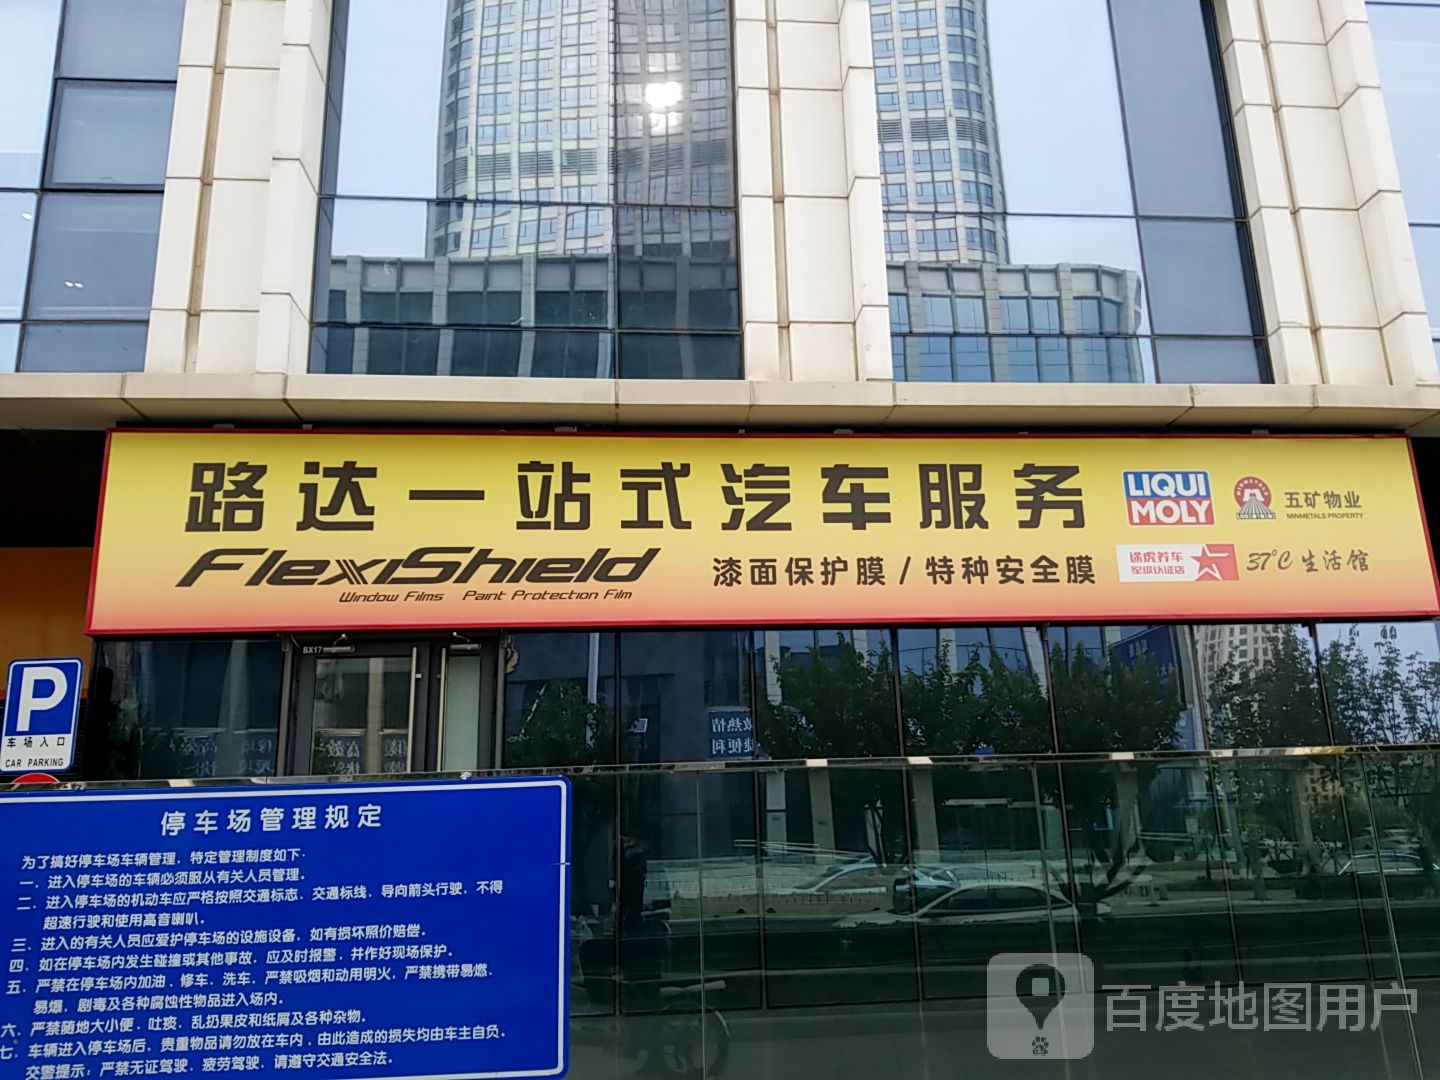 路达一站式汽车服务
LIQUI MOLY
MINMETALS
五矿物业
MINMETALS PROPERTY
FlexiShield
Window Films Paint Protection Film
漆面保护膜/特种安全膜
途虎养车
星级认证店
37℃生活馆
BX17
P
车场入口
CAR PARKING
停车场管理规定
为了搞好停车场车辆管理，特定管理制度如下.
一、进入停车场的车辆必须服从有关人员管理。
二、进入停车场的机动车应严格按照交通标志、交通标线、导向箭头行驶，不得
超速行驶和使用高音喇叭。
三、进入的有关人员应爱护停车场的设施设备，如有损坏照价赔偿。
四、如在停车场内发生碰撞或其他事故，应及时报警，并作好现场保护。
五、严禁在停车场内加油、修车、洗车，严禁吸烟和动用明火，严禁携带易燃、
易爆，剧毒及各种腐蚀性物品进入场内。
六、严禁随地大小便，吐痰，乱扔果皮和纸屑及各种杂物。
七、车辆进入停车场后，贵重物品请勿放在车内，由此造成的损失均由车主自负。
交警提示：严禁无证驾驶，疲劳驾驶，请遵守交通安全法。
百度地图用户